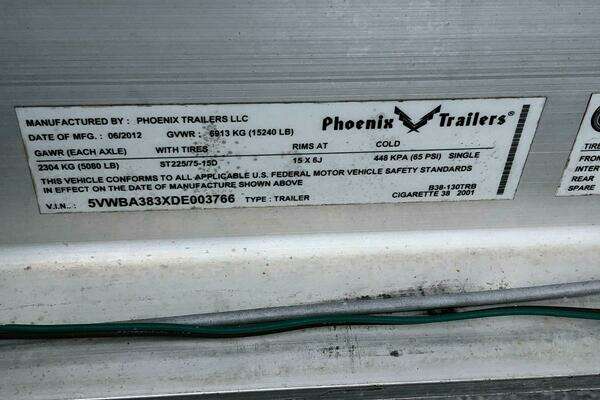 MANUFACTURED BY : PHOENIX TRAILERS LLC
Phoenix Trailers®
DATE OF MFG. : 06/2012 GVWR : 6913 KG (15240 LB)
GAWR (EACH AXLE) WITH TIRES RIMS AT COLD
2304 KG (5080 LB) ST225/75-15D 15 X 6J 448 KPA (65 PSI) SINGLE
THIS VEHICLE CONFORMS TO ALL APPLICABLE U.S. FEDERAL MOTOR VEHICLE SAFETY STANDARDS
IN EFFECT ON THE DATE OF MANUFACTURE SHOWN ABOVE
B38-130TRB
V.I.N.. : 5VWBA383XDE003766 TYPE : TRAILER CIGARETTE 38 2001
TIRE
FRON
INTER
REAR
SPARE